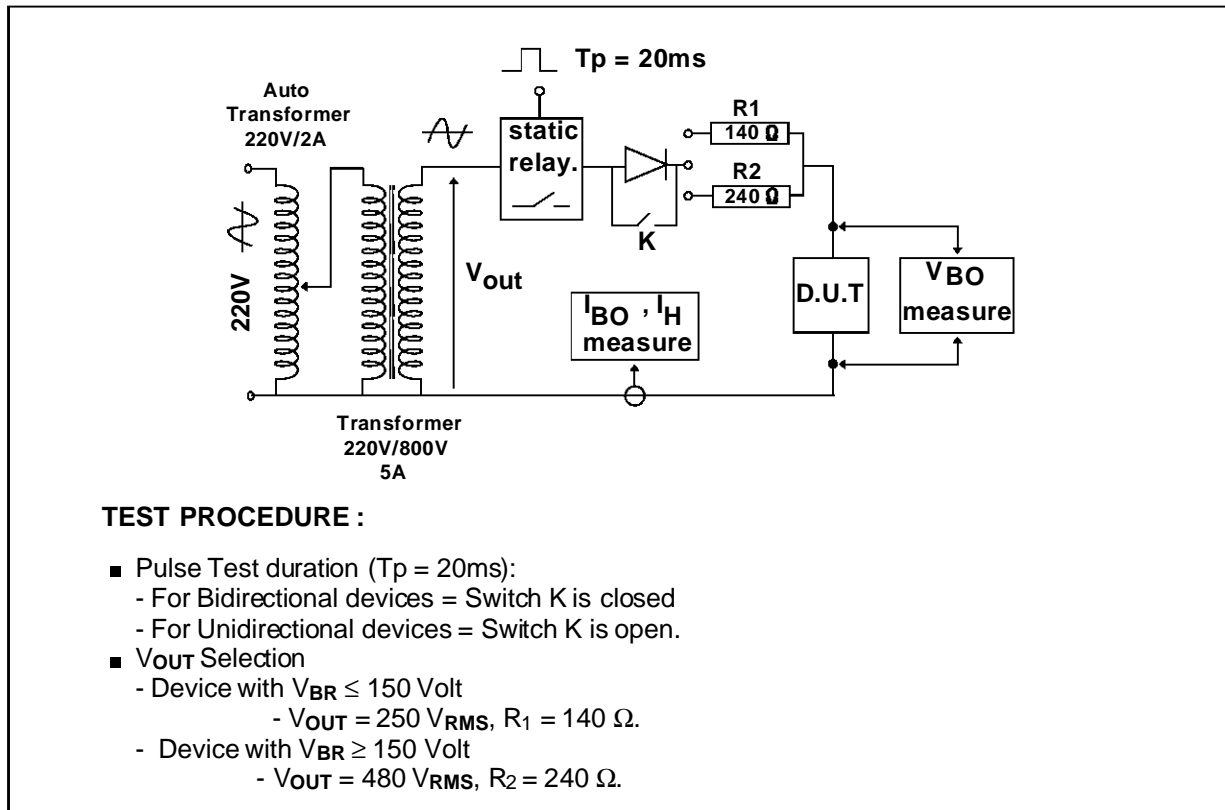 Tp = 20ms
Auto
Transformer
220V/2A
static
relay.
R1
140 Ω
R2
240 Ω
K
220V
Vout
IBO , IH
measure
D.U.T
VBO
measure
Transformer
220V/800V
5A
TEST PROCEDURE :
■ Pulse Test duration (Tp = 20ms):
- For Bidirectional devices = Switch K is closed
- For Unidirectional devices = Switch K is open.
■ VOUT Selection
- Device with VBR ≤ 150 Volt
- VOUT = 250 VRMS, R1 = 140 Ω.
- Device with VBR ≥ 150 Volt
- VOUT = 480 VRMS, R2 = 240 Ω.